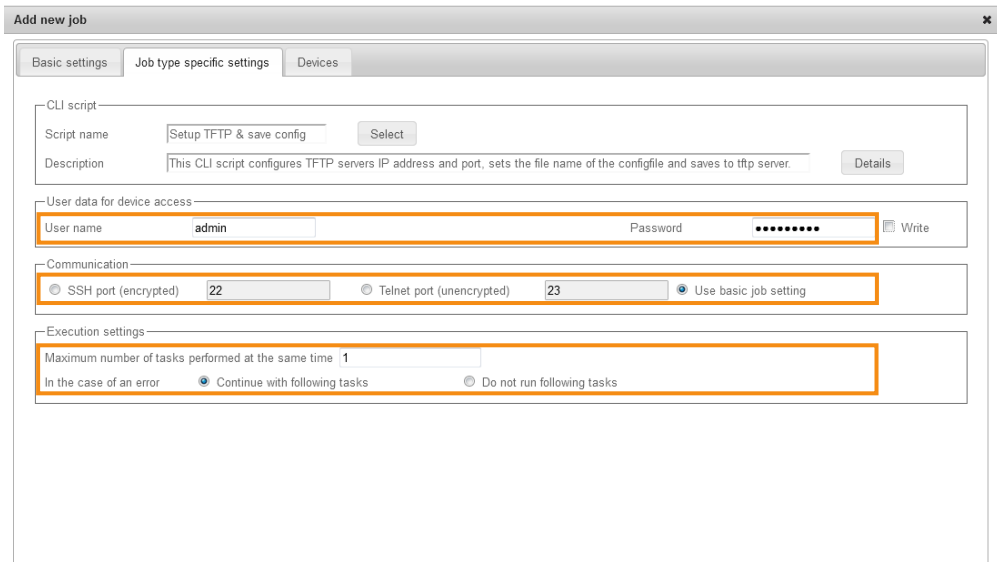 Add new job
Basic settings Job type specific settings Devices
CLI script
Script name Setup TFTP & save config Select
Description This CLI script configures TFTP servers IP address and port, sets the file name of the configfile and saves to tftp server. Details
User data for device access
User name admin Password ●●●●●●●●● Write
Communication
SSH port (encrypted) 22 Telnet port (unencrypted) 23 Use basic job setting
Execution settings
Maximum number of tasks performed at the same time 1
In the case of an error Continue with following tasks Do not run following tasks